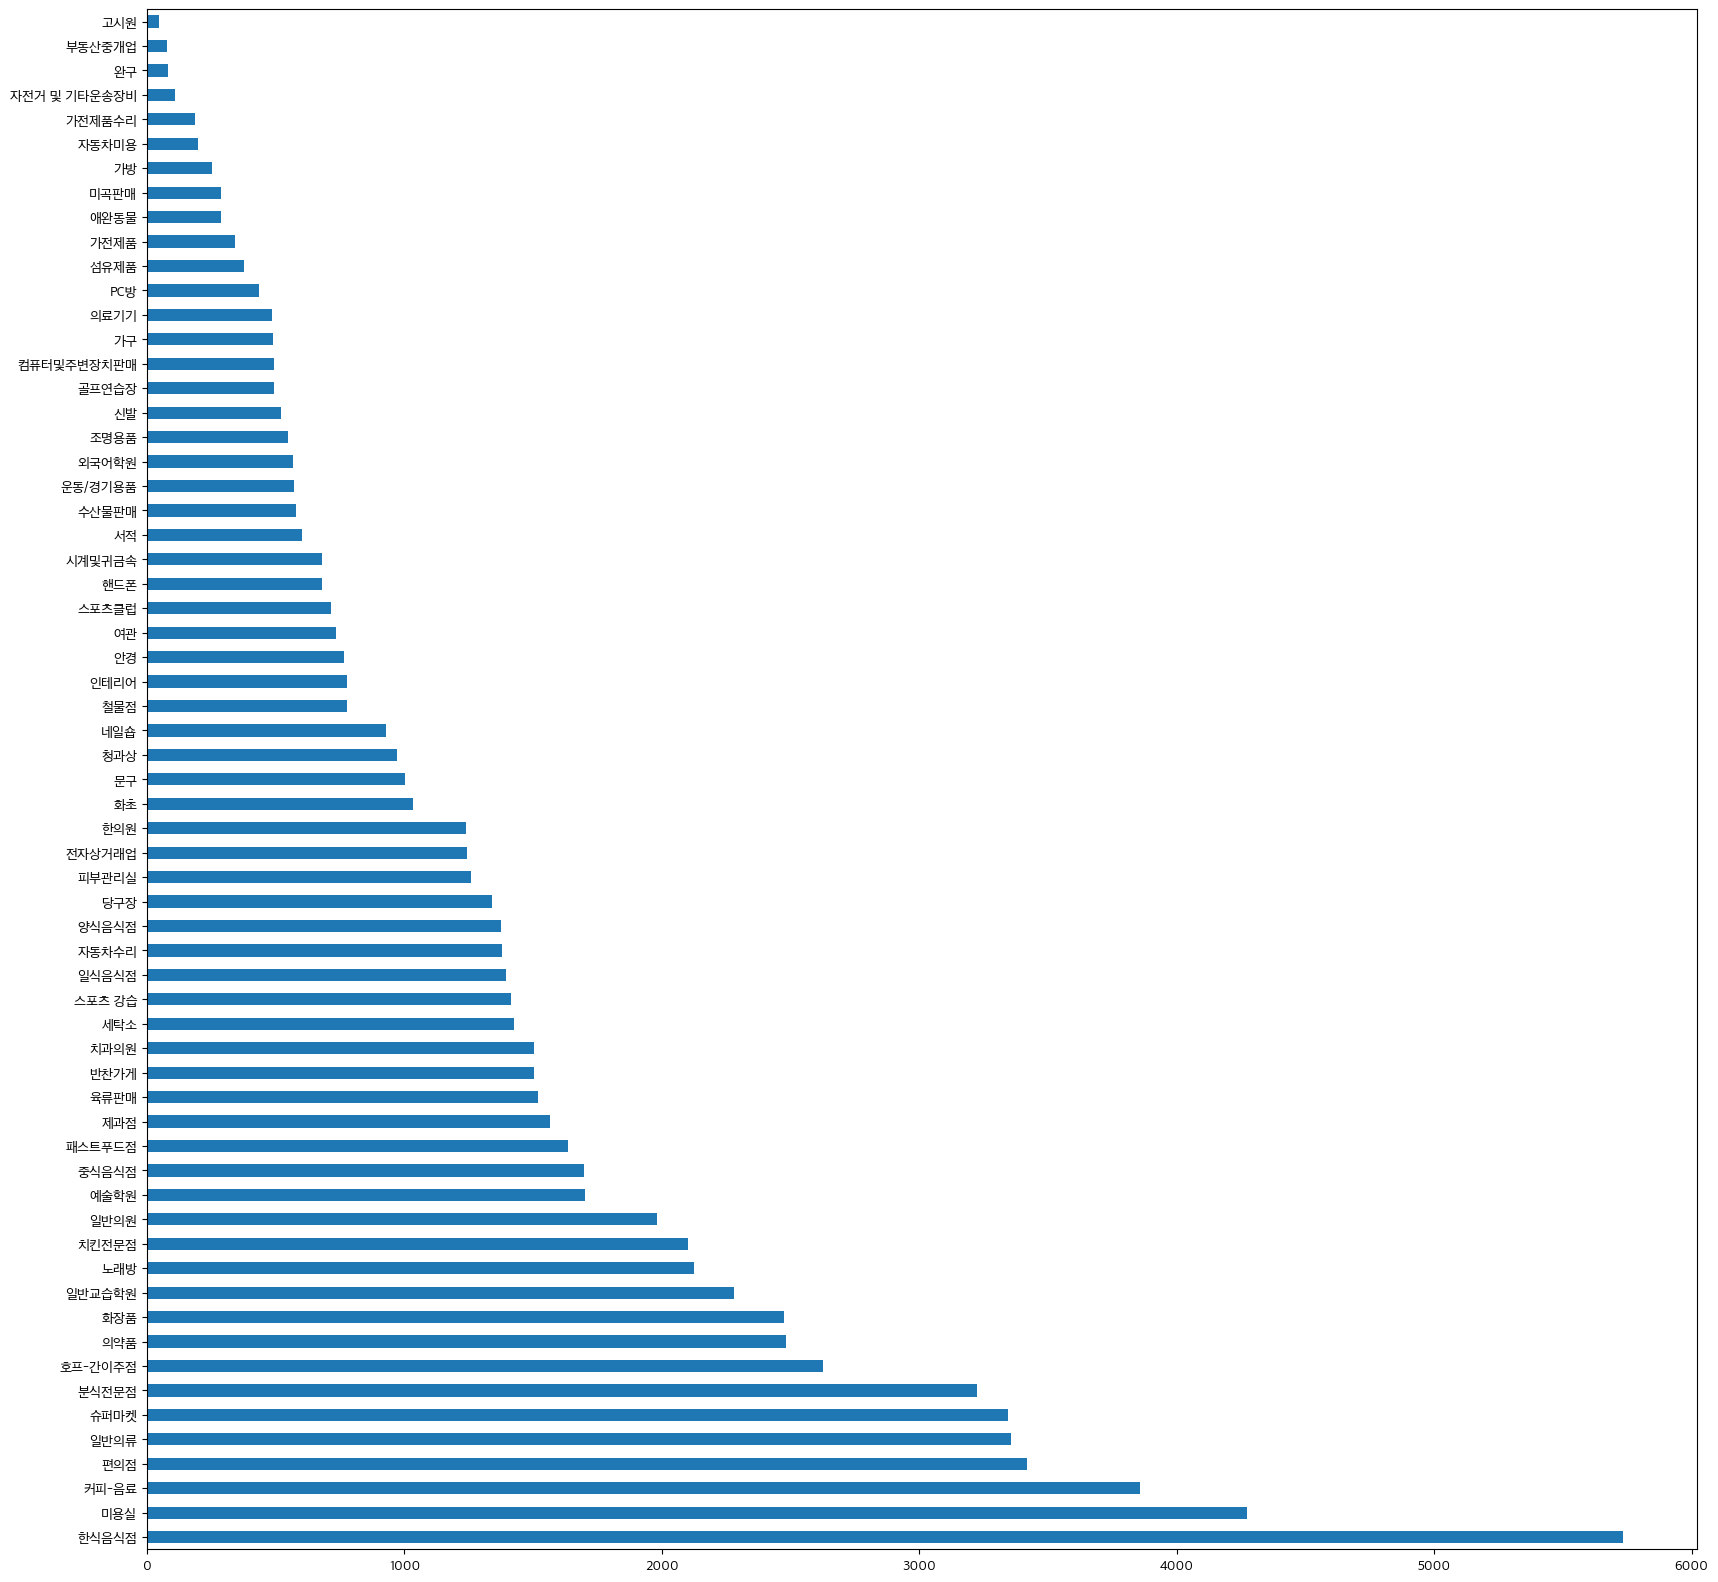 고시원
부동산중개업
완구
자전거 및 기타운송장비
가전제품수리
자동차미용
가방
미곡판매
애완동물
가전제품
섬유제품
PC방
의료기기
가구
컴퓨터및주변장치판매
골프연습장
신발
조명용품
외국어학원
운동/경기용품
수산물판매
서적
시계및귀금속
핸드폰
스포츠클럽
여관
안경
인테리어
철물점
네일숍
청과상
문구
화초
한의원
전자상거래업
피부관리실
당구장
양식음식점
자동차수리
일식음식점
스포츠 강습
세탁소
치과의원
반찬가게
육류판매
제과점
패스트푸드점
중식음식점
예술학원
일반의원
치킨전문점
노래방
일반교습학원
화장품
의약품
호프-간이주점
분식전문점
슈퍼마켓
일반의류
편의점
커피-음료
미용실
한식음식점
0 1000 2000 3000 4000 5000 6000